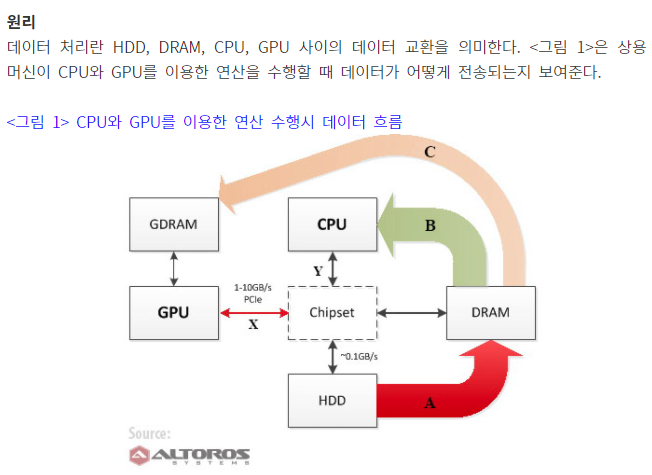 원리
데이터 처리란 HDD, DRAM, CPU, GPU 사이의 데이터 교환을 의미한다. <그림 1>은 상용
머신이 CPU와 GPU를 이용한 연산을 수행할 때 데이터가 어떻게 전송되는지 보여준다.
<그림 1> CPU와 GPU를 이용한 연산 수행시 데이터 흐름
C
GDRAM
CPU
B
Y
1-10GB/s
PCIe
GPU
X
Chipset
DRAM
~0.1GB/s
HDD
A
Source:
ALTOROS
SYSTEMS